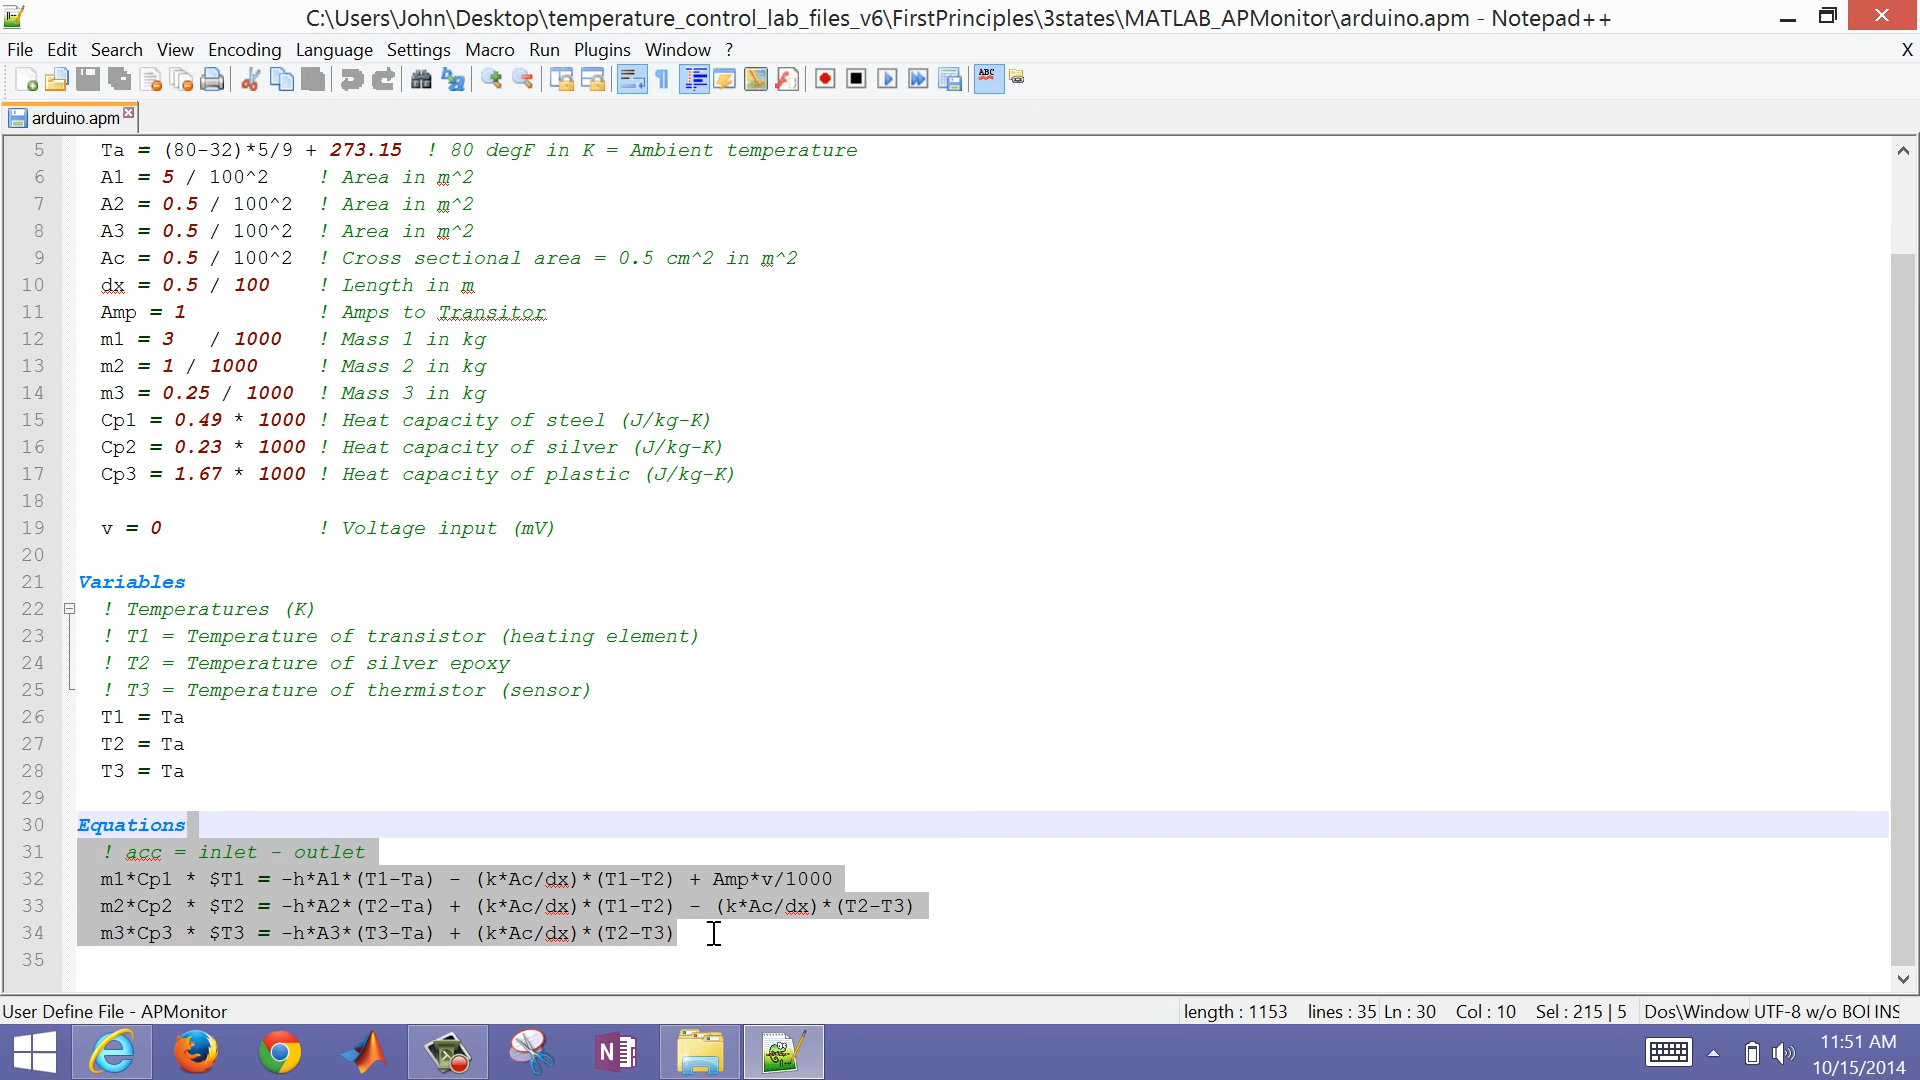 C:\Users\John\Desktop\temperature_control_lab_files_v6\FirstPrinciples\3states\MATLAB_APMonitor\arduino.apm - Notepad++
File Edit Search View Encoding Language Settings Macro Run Plugins Window ? X
ABC
arduino.apm
5 Ta = (80-32)*5/9 + 273.15 ! 80 degF in K = Ambient temperature
6 A1 = 5 / 100^2 ! Area in m^2
7 A2 = 0.5 / 100^2 ! Area in m^2
8 A3 = 0.5 / 100^2 ! Area in m^2
9 Ac = 0.5 / 100^2 ! Cross sectional area = 0.5 cm^2 in m^2
10 dx = 0.5 / 100 ! Length in m
11 Amp = 1 ! Amps to Transitor
12 m1 = 3 / 1000 ! Mass 1 in kg
13 m2 = 1 / 1000 ! Mass 2 in kg
14 m3 = 0.25 / 1000 ! Mass 3 in kg
15 Cp1 = 0.49 * 1000 ! Heat capacity of steel (J/kg-K)
16 Cp2 = 0.23 * 1000 ! Heat capacity of silver (J/kg-K)
17 Cp3 = 1.67 * 1000 ! Heat capacity of plastic (J/kg-K)
18
19 v = 0 ! Voltage input (mV)
20
21 Variables
22 ! Temperatures (K)
23 ! T1 = Temperature of transistor (heating element)
24 ! T2 = Temperature of silver epoxy
25 ! T3 = Temperature of thermistor (sensor)
26 T1 = Ta
27 T2 = Ta
28 T3 = Ta
29
30 Equations
31 ! acc = inlet - outlet
32 m1*Cp1 * $T1 = -h*A1*(T1-Ta) - (k*Ac/dx)*(T1-T2) + Amp*v/1000
33 m2*Cp2 * $T2 = -h*A2*(T2-Ta) + (k*Ac/dx)*(T1-T2) - (k*Ac/dx)*(T2-T3)
34 m3*Cp3 * $T3 = -h*A3*(T3-Ta) + (k*Ac/dx)*(T2-T3)
35
User Define File - APMonitor length : 1153 lines : 35 Ln : 30 Col : 10 Sel : 215 | 5 Dos\Window UTF-8 w/o BOI INS
N
11:51 AM
10/15/2014